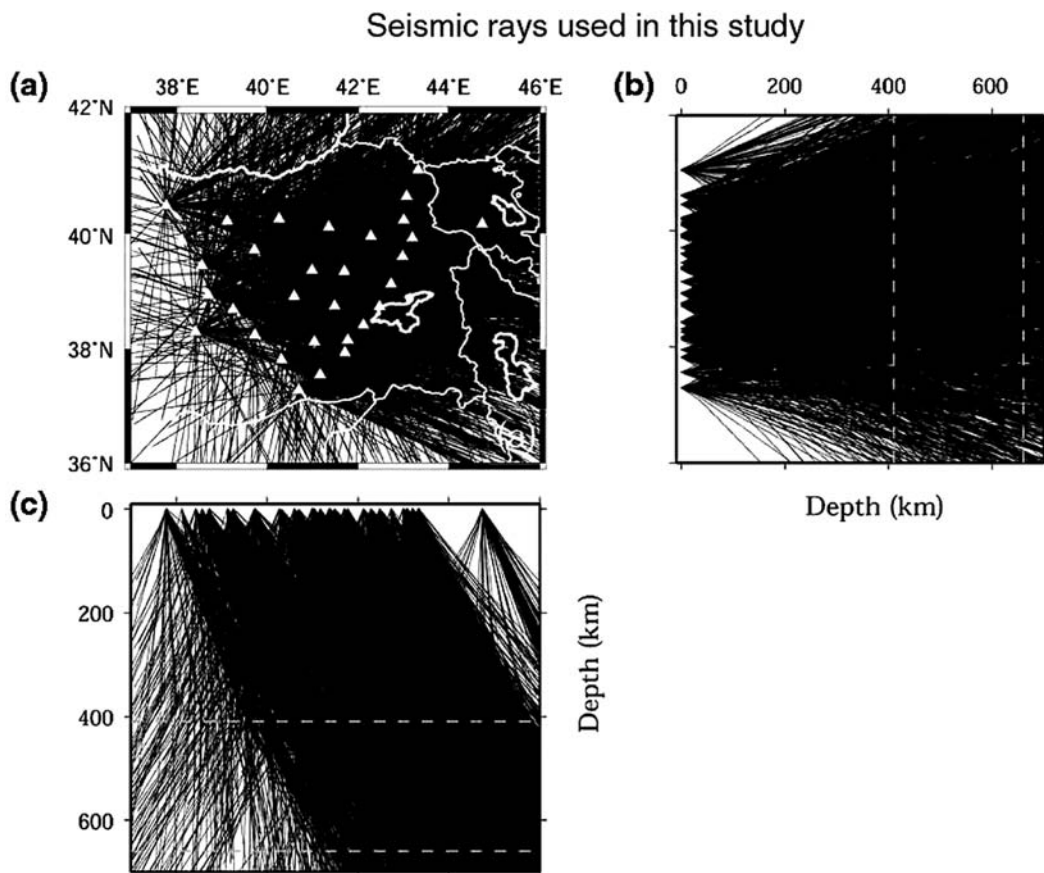 Seismic rays used in this study
(a)
38°E 40°E 42°E 44°E 46°E
42°N
40°N
38°N
36°N
(a)
(b)
0 200 400 600
Depth (km)
(c)
0
200
400
600
Depth (km)